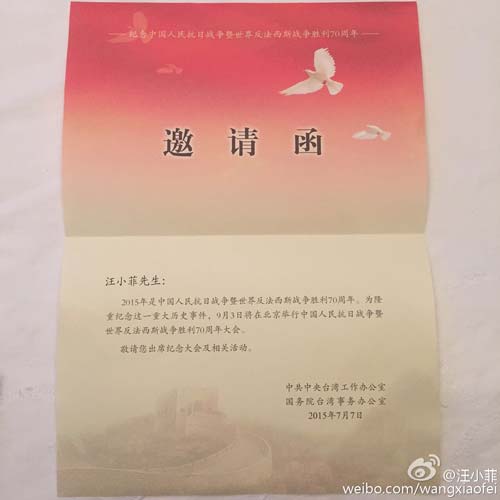 纪念中国人民抗日战争暨世界反法西斯战争胜利70周年
邀请函
汪小菲先生：
2015年是中国人民抗日战争暨世界反法西斯战争胜利70周年。为隆
重纪念这一重大历史事件，9月3日将在北京举行中国人民抗日战争暨
世界反法西斯战争胜利70周年大会。
敬请您出席纪念大会及相关活动。
中共中央台湾工作办公室
国务院台湾事务办公室
2015年7月7日
@汪小菲
weibo.com/wangxiaofei